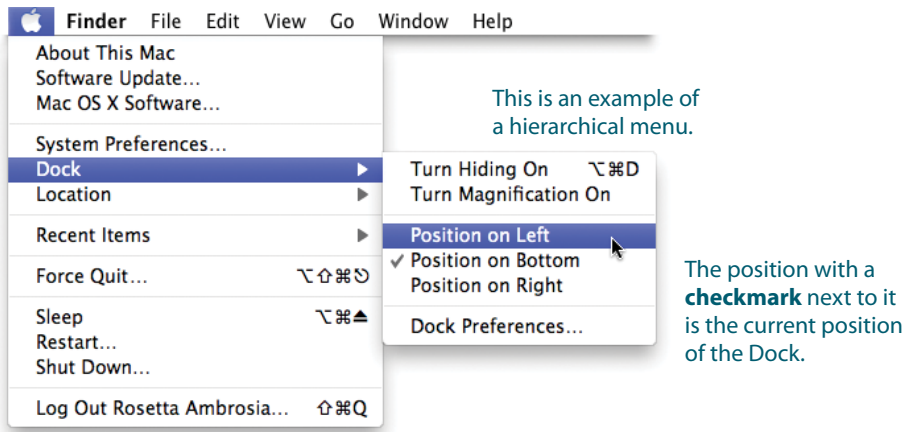 Finder File Edit View Go Window Help
About This Mac
Software Update...
Mac OS X Software...
System Preferences...
Dock
Location
Recent Items
Force Quit... ⌥⇧⌘⎋
Sleep ⌥⌘⏏
Restart...
Shut Down...
Log Out Rosetta Ambrosia... ⇧⌘Q
This is an example of
a hierarchical menu.
Turn Hiding On ⌥⌘D
Turn Magnification On
Position on Left
✓ Position on Bottom
Position on Right
Dock Preferences...
The position with a
checkmark next to it
is the current position
of the Dock.